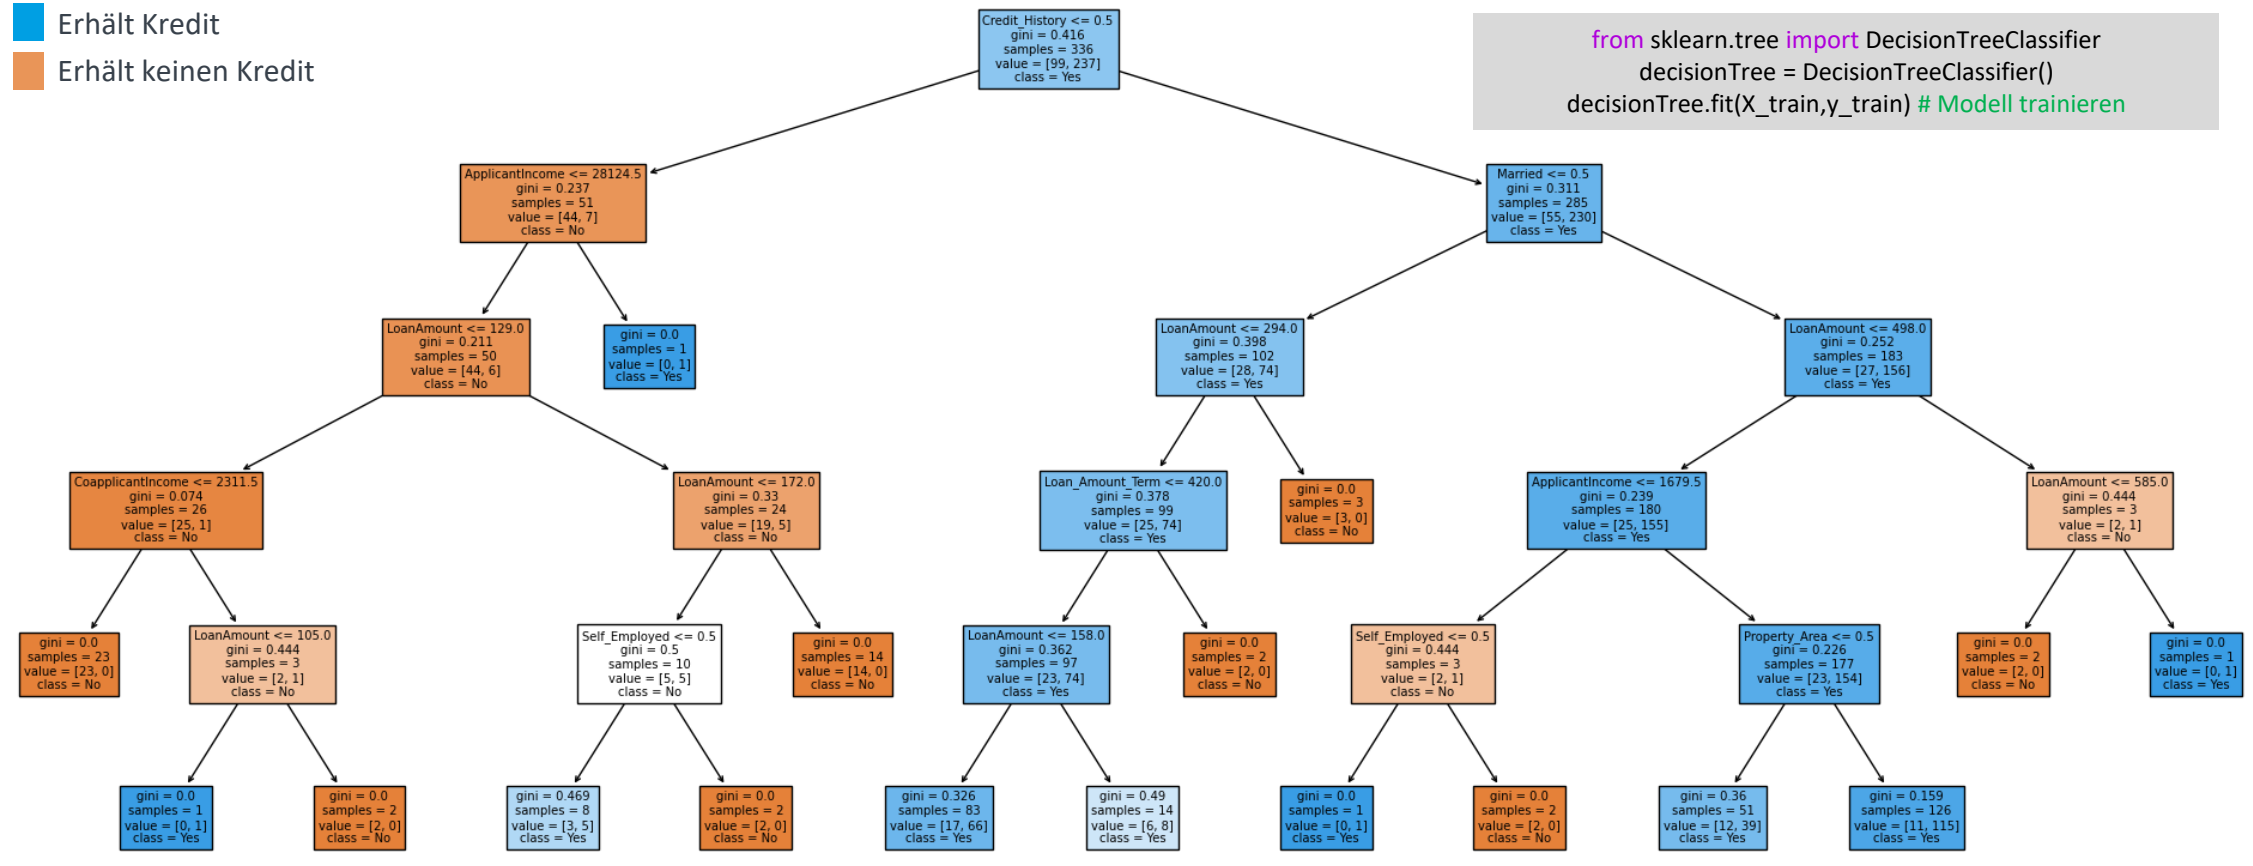 Erhält Kredit
Erhält keinen Kredit
from sklearn.tree import DecisionTreeClassifier
decisionTree = DecisionTreeClassifier()
decisionTree.fit(X_train,y_train) # Modell trainieren
Credit_History <= 0.5
gini = 0.416
samples = 336
value = [99, 237]
class = Yes
ApplicantIncome <= 28124.5
gini = 0.237
samples = 51
value = [44, 7]
class = No
Married <= 0.5
gini = 0.311
samples = 285
value = [55, 230]
class = Yes
LoanAmount <= 129.0
gini = 0.211
samples = 50
value = [44, 6]
class = No
gini = 0.0
samples = 1
value = [0, 1]
class = Yes
LoanAmount <= 294.0
gini = 0.398
samples = 102
value = [28, 74]
class = Yes
LoanAmount <= 498.0
gini = 0.252
samples = 183
value = [27, 156]
class = Yes
CoapplicantIncome <= 2311.5
gini = 0.074
samples = 26
value = [25, 1]
class = No
LoanAmount <= 172.0
gini = 0.33
samples = 24
value = [19, 5]
class = No
Loan_Amount_Term <= 420.0
gini = 0.378
samples = 99
value = [25, 74]
class = Yes
gini = 0.0
samples = 3
value = [3, 0]
class = No
ApplicantIncome <= 1679.5
gini = 0.239
samples = 180
value = [25, 155]
class = Yes
LoanAmount <= 585.0
gini = 0.444
samples = 3
value = [2, 1]
class = No
gini = 0.0
samples = 23
value = [23, 0]
class = No
LoanAmount <= 105.0
gini = 0.444
samples = 3
value = [2, 1]
class = No
Self_Employed <= 0.5
gini = 0.5
samples = 10
value = [5, 5]
class = No
gini = 0.0
samples = 14
value = [14, 0]
class = No
LoanAmount <= 158.0
gini = 0.362
samples = 97
value = [23, 74]
class = Yes
gini = 0.0
samples = 2
value = [2, 0]
class = No
Self_Employed <= 0.5
gini = 0.444
samples = 3
value = [2, 1]
class = No
Property_Area <= 0.5
gini = 0.226
samples = 177
value = [23, 154]
class = Yes
gini = 0.0
samples = 2
value = [2, 0]
class = No
gini = 0.0
samples = 1
value = [0, 1]
class = Yes
gini = 0.0
samples = 1
value = [0, 1]
class = Yes
gini = 0.0
samples = 2
value = [2, 0]
class = No
gini = 0.469
samples = 8
value = [3, 5]
class = Yes
gini = 0.0
samples = 2
value = [2, 0]
class = No
gini = 0.326
samples = 83
value = [17, 66]
class = Yes
gini = 0.49
samples = 14
value = [6, 8]
class = Yes
gini = 0.0
samples = 1
value = [0, 1]
class = Yes
gini = 0.0
samples = 2
value = [2, 0]
class = No
gini = 0.36
samples = 51
value = [12, 39]
class = Yes
gini = 0.159
samples = 126
value = [11, 115]
class = Yes